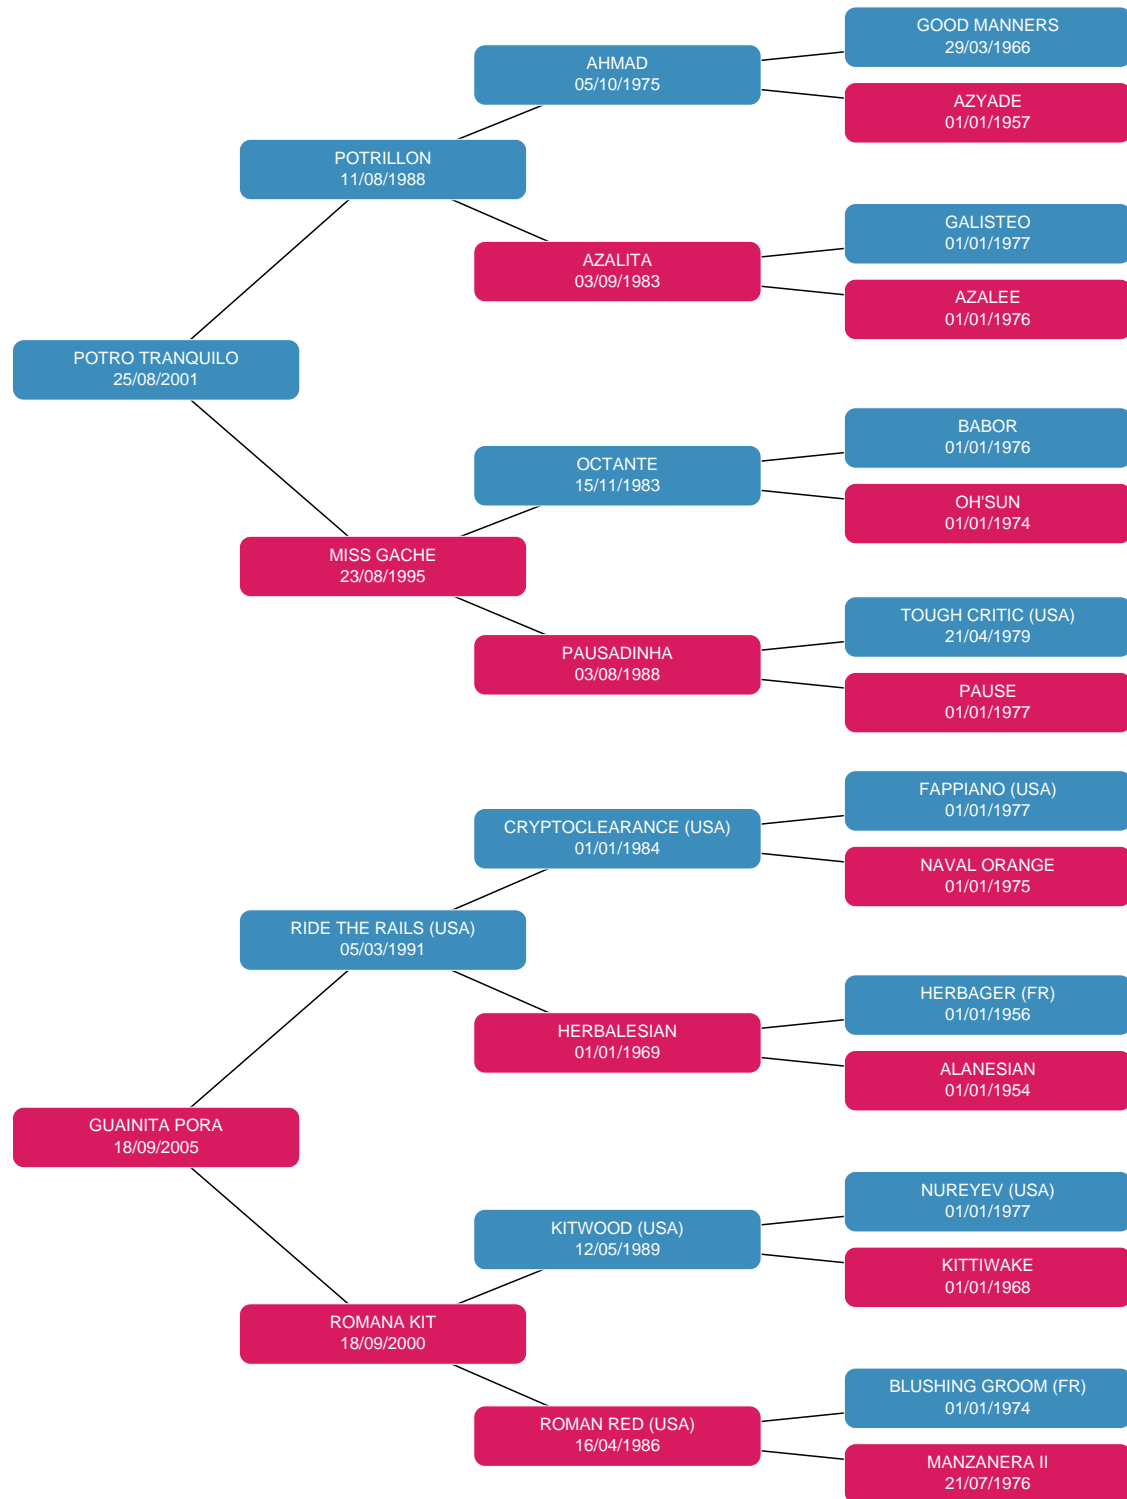 GOOD MANNERS
29/03/1966
AHMAD
05/10/1975
AZYADE
01/01/1957
POTRILLON
11/08/1988
GALISTEO
01/01/1977
AZALITA
03/09/1983
AZALEE
01/01/1976
POTRO TRANQUILO
25/08/2001
BABOR
01/01/1976
OCTANTE
15/11/1983
OH'SUN
01/01/1974
MISS GACHE
23/08/1995
TOUGH CRITIC (USA)
21/04/1979
PAUSADINHA
03/08/1988
PAUSE
01/01/1977
FAPPIANO (USA)
01/01/1977
CRYPTOCLEARANCE (USA)
01/01/1984
NAVAL ORANGE
01/01/1975
RIDE THE RAILS (USA)
05/03/1991
HERBAGER (FR)
01/01/1956
HERBALESIAN
01/01/1969
ALANESIAN
01/01/1954
GUAINITA PORA
18/09/2005
NUREYEV (USA)
01/01/1977
KITWOOD (USA)
12/05/1989
KITTIWAKE
01/01/1968
ROMANA KIT
18/09/2000
BLUSHING GROOM (FR)
01/01/1974
ROMAN RED (USA)
16/04/1986
MANZANERA II
21/07/1976